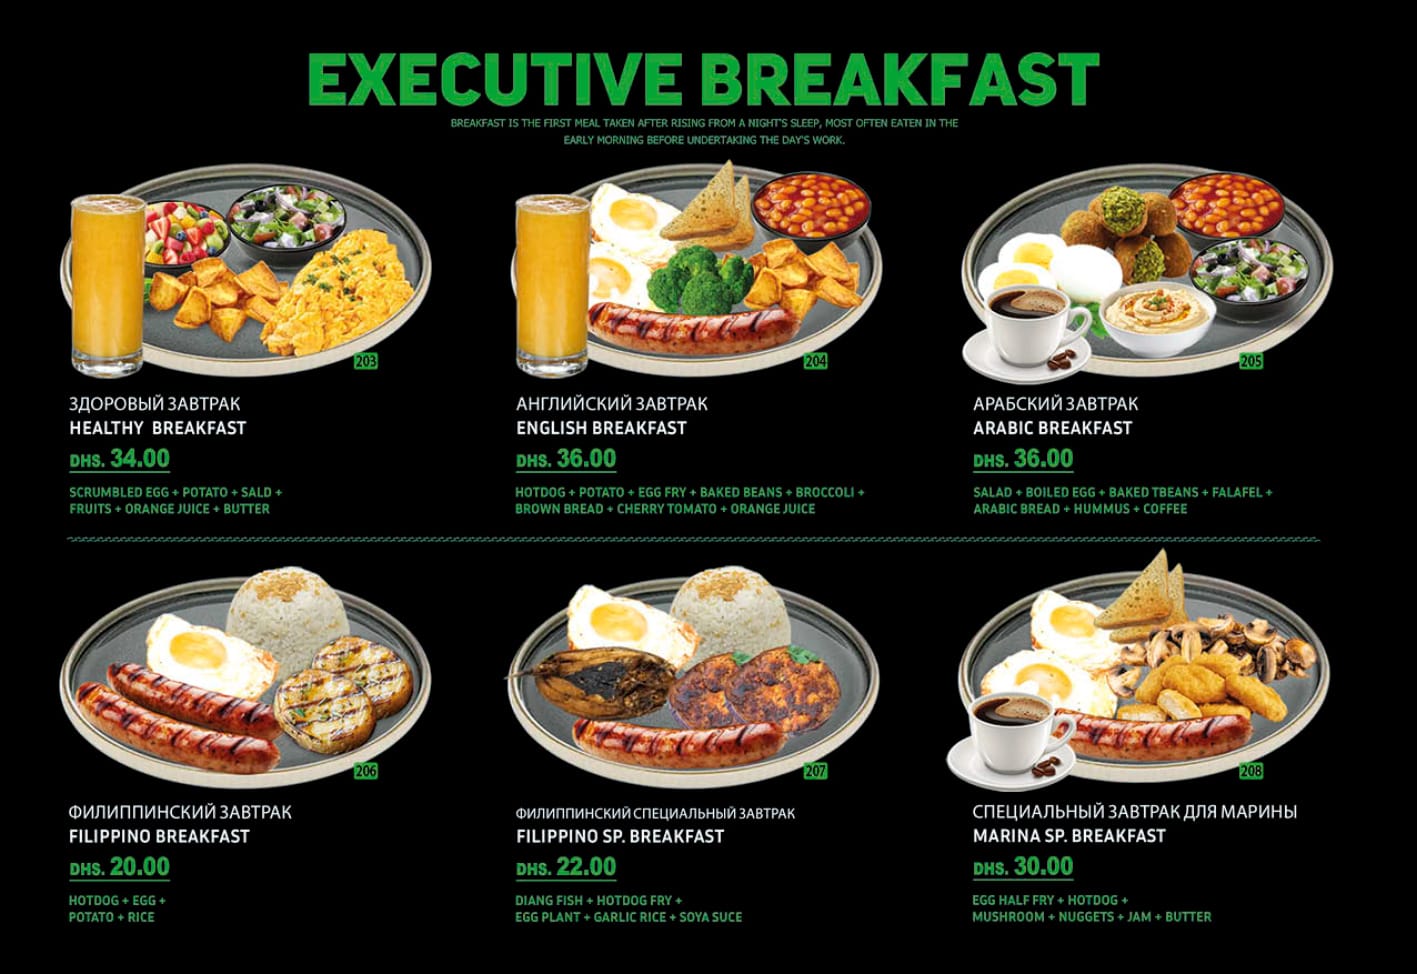 EXECUTIVE BREAKFAST
BREAKFAST IS THE FIRST MEAL TAKEN AFTER RISING FROM A NIGHT'S SLEEP, MOST OFTEN EATEN IN THE
EARLY MORNING BEFORE UNDERTAKING THE DAY'S WORK.
203
ЗДОРОВЫЙ ЗАВТРАК
HEALTHY BREAKFAST
DHS. 34.00
SCRUMBLED EGG + POTATO + SALD +
FRUITS + ORANGE JUICE + BUTTER
204
АНГЛИЙСКИЙ ЗАВТРАК
ENGLISH BREAKFAST
DHS. 36.00
HOTDOG + POTATO + EGG FRY + BAKED BEANS + BROCCOLI +
BROWN BREAD + CHERRY TOMATO + ORANGE JUICE
205
АРАБСКИЙ ЗАВТРАК
ARABIC BREAKFAST
DHS. 36.00
SALAD + BOILED EGG + BAKED TBEANS + FALAFEL +
ARABIC BREAD + HUMMUS + COFFEE
206
ФИЛИППИНСКИЙ ЗАВТРАК
FILIPPINO BREAKFAST
DHS. 20.00
HOTDOG + EGG +
POTATO + RICE
207
ФИЛИППИНСКИЙ СПЕЦИАЛЬНЫЙ ЗАВТРАК
FILIPPINO SP. BREAKFAST
DHS. 22.00
DIANG FISH + HOTDOG FRY +
EGG PLANT + GARLIC RICE + SOYA SUCE
208
СПЕЦИАЛЬНЫЙ ЗАВТРАК ДЛЯ МАРИНЫ
MARINA SP. BREAKFAST
DHS. 30.00
EGG HALF FRY + HOTDOG +
MUSHROOM + NUGGETS + JAM + BUTTER